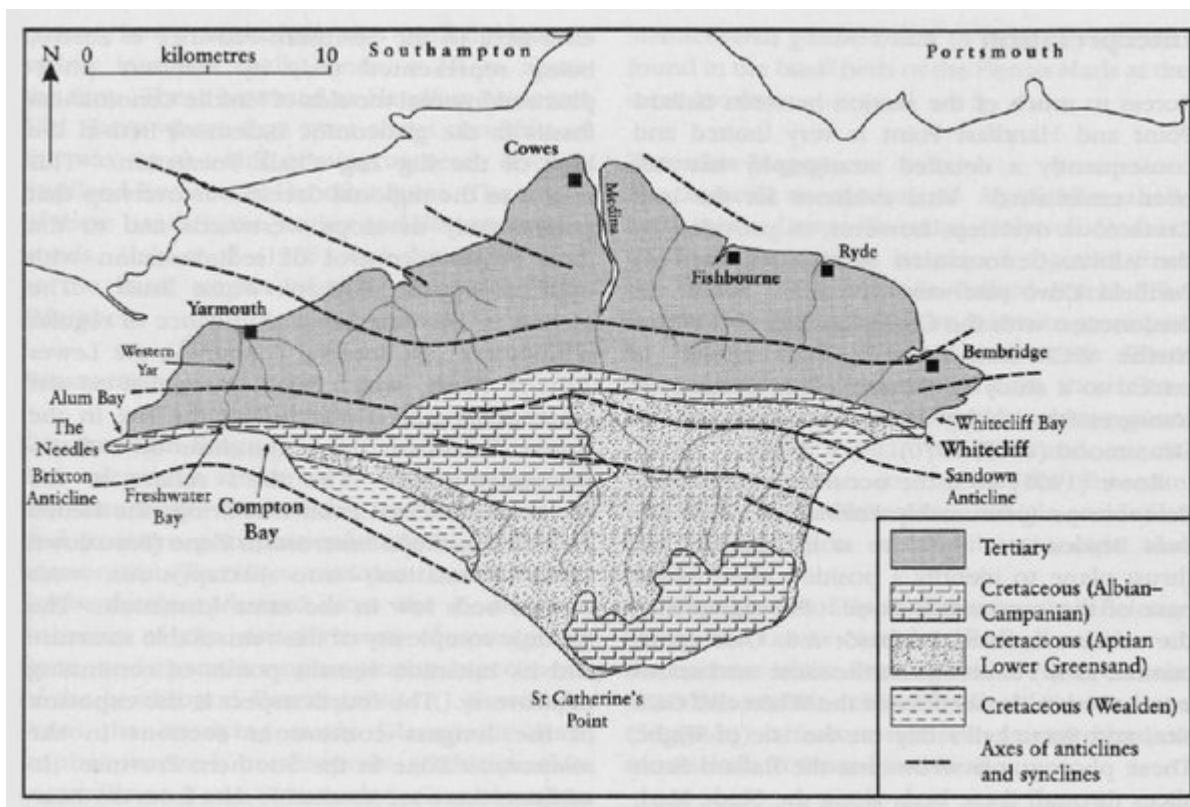 N
0 kilometres 10
Southampton
Portsmouth
Cowes
Medina
Ryde
Fishbourne
Yarmouth
Bembridge
Western
Yar
Alum Bay
The
Needles
Whitecliff Bay
Whitecliff
Brixton
Anticline
Freshwater
Bay
Compton
Bay
Sandown
Anticline
St Catherine's
Point
Tertiary
Cretaceous (Albian–
Campanian)
Cretaceous (Aptian
Lower Greensand)
Cretaceous (Wealden)
Axes of anticlines
and synclines